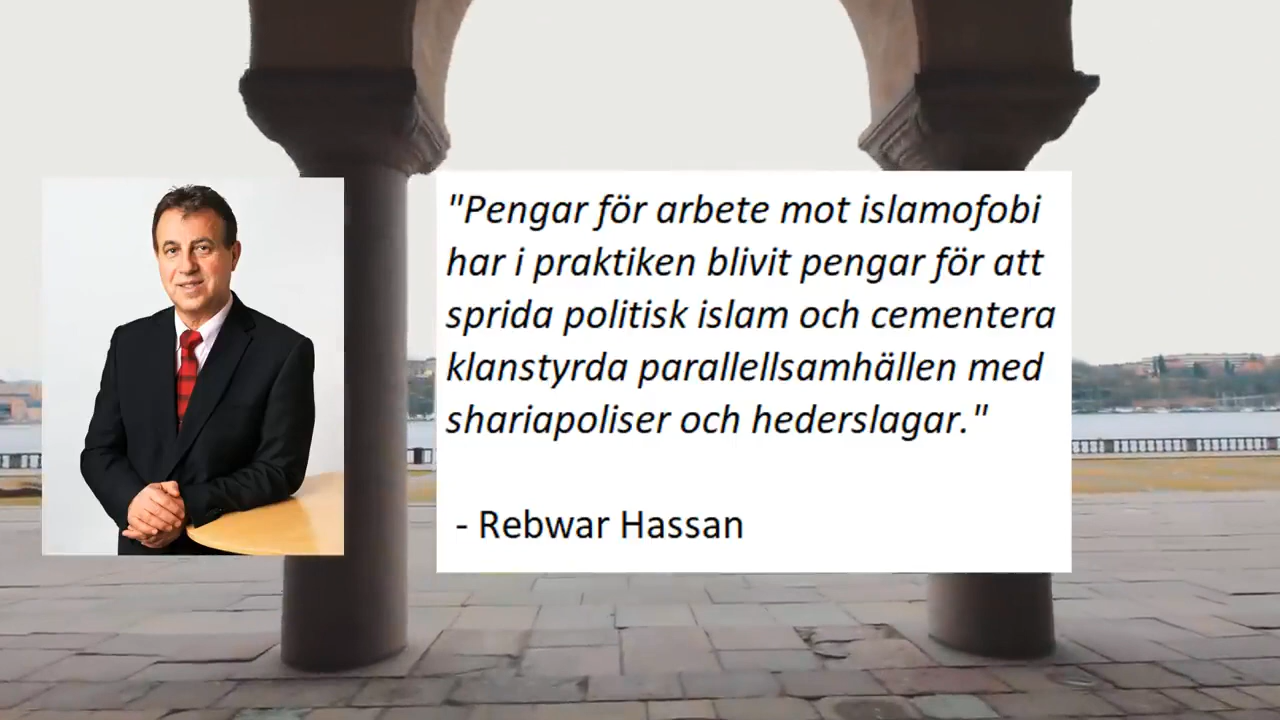 "Pengar för arbete mot islamofobi
har i praktiken blivit pengar för att
sprida politisk islam och cementera
klanstyrda parallellsamhällen med
shariapoliser och hederslagar."
- Rebwar Hassan